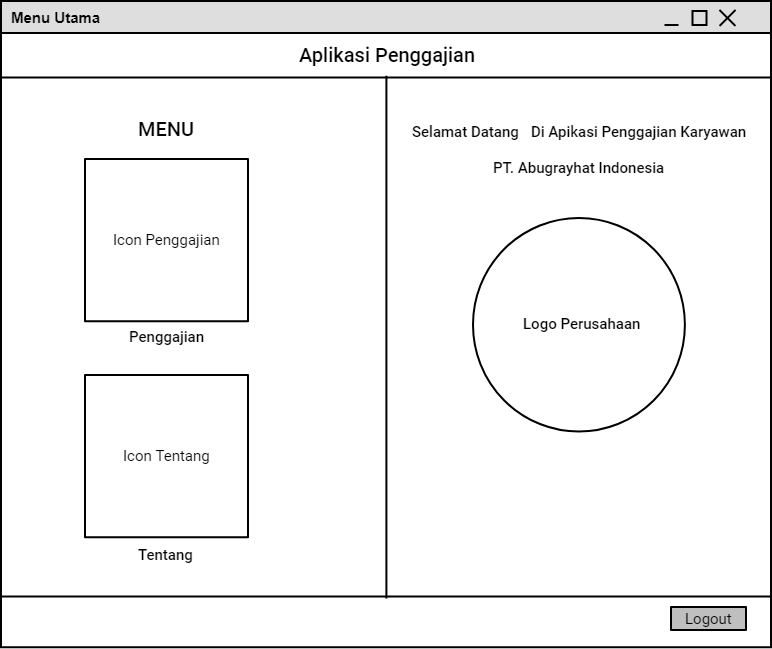 Menu Utama
Aplikasi Penggajian
MENU
Icon Penggajian
Penggajian
Icon Tentang
Tentang
Selamat Datang Di Apikasi Penggajian Karyawan
PT. Abugrayhat Indonesia
Logo Perusahaan
Logout